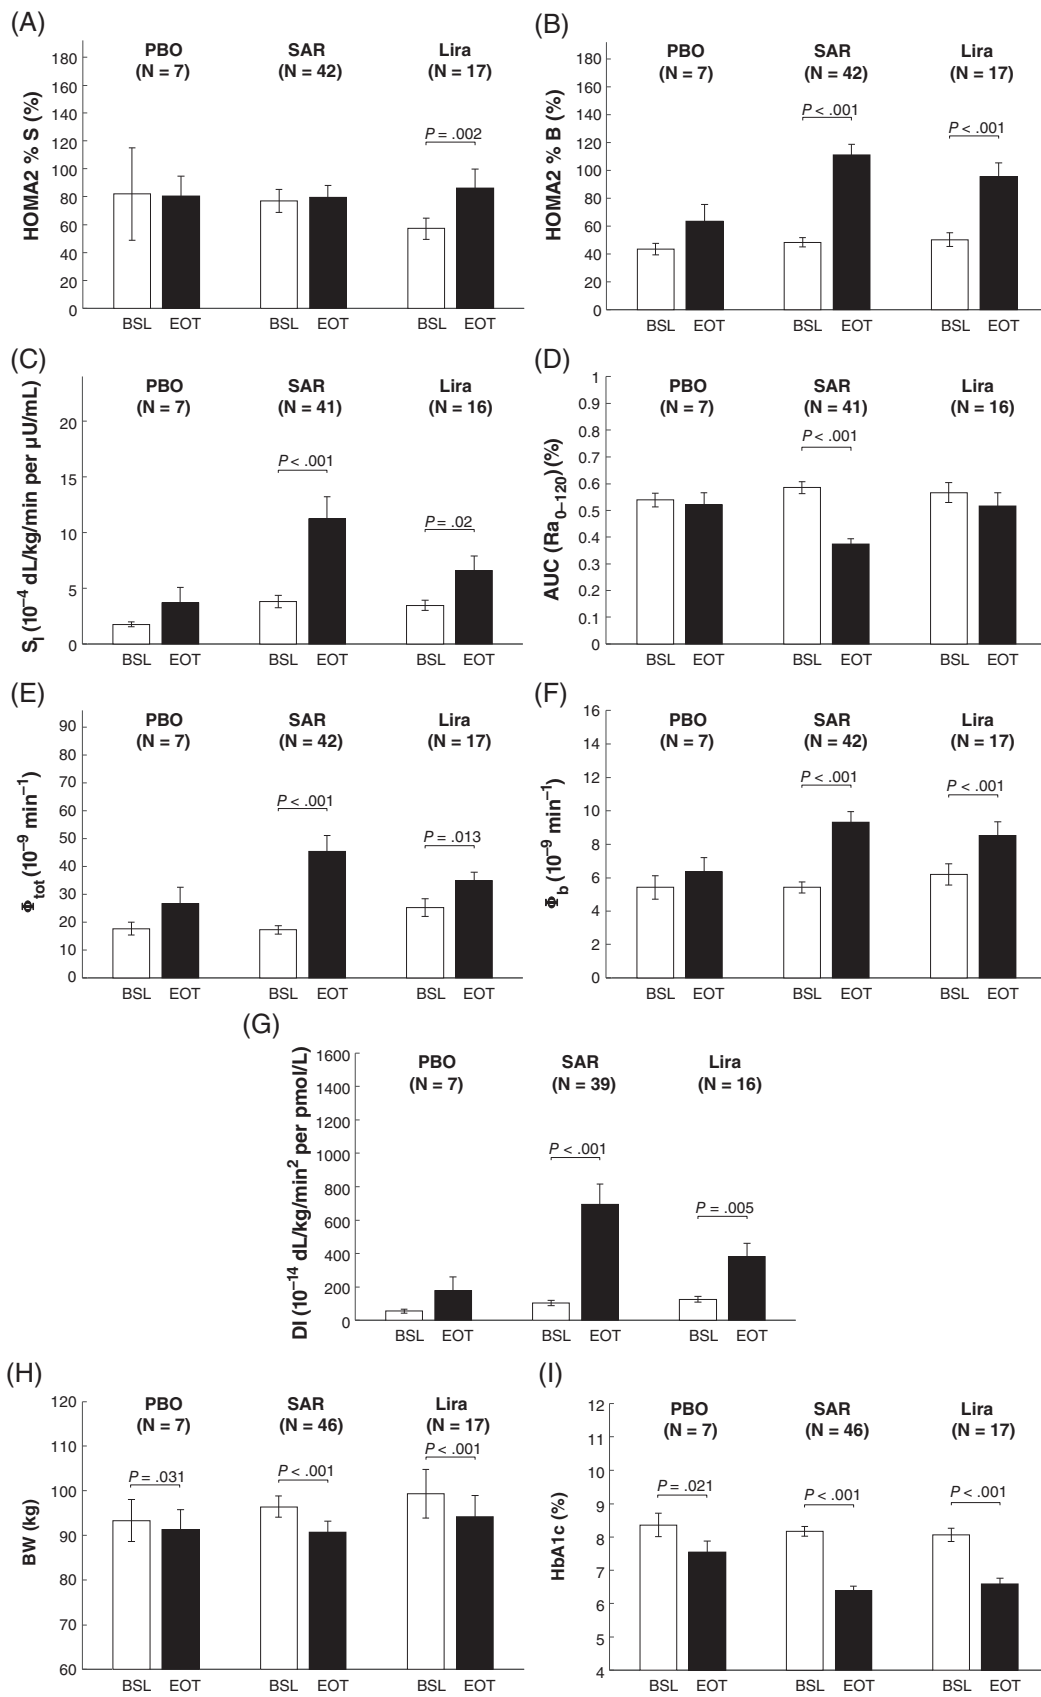 (A)
HOMA2 % S (%)
180
160
140
120
100
80
60
40
20
0
PBO
(N = 7)
SAR
(N = 42)
Lira
(N = 17)
P = .002
BSL EOT BSL EOT BSL EOT
(B)
HOMA2 % B (%)
180
160
140
120
100
80
60
40
20
0
PBO
(N = 7)
SAR
(N = 42)
Lira
(N = 17)
P < .001
P < .001
BSL EOT BSL EOT BSL EOT
(C)
S_I (10⁻⁴ dL/kg/min per μU/mL)
20
15
10
5
0
PBO
(N = 7)
SAR
(N = 41)
Lira
(N = 16)
P < .001
P = .02
BSL EOT BSL EOT BSL EOT
(D)
AUC (Ra₀₋₁₂₀) (%)
1
0.9
0.8
0.7
0.6
0.5
0.4
0.3
0.2
0.1
0
PBO
(N = 7)
SAR
(N = 41)
Lira
(N = 16)
P < .001
BSL EOT BSL EOT BSL EOT
(E)
Φ_tot (10⁻⁹ min⁻¹)
90
80
70
60
50
40
30
20
10
0
PBO
(N = 7)
SAR
(N = 42)
Lira
(N = 17)
P < .001
P = .013
BSL EOT BSL EOT BSL EOT
(F)
Φ_b (10⁻⁹ min⁻¹)
16
14
12
10
8
6
4
2
0
PBO
(N = 7)
SAR
(N = 42)
Lira
(N = 17)
P < .001
P < .001
BSL EOT BSL EOT BSL EOT
(G)
DI (10⁻¹⁴ dL/kg/min² per pmol/L)
1600
1400
1200
1000
800
600
400
200
0
PBO
(N = 7)
SAR
(N = 39)
Lira
(N = 16)
P < .001
P = .005
BSL EOT BSL EOT BSL EOT
(H)
BW (kg)
120
110
100
90
80
70
60
PBO
(N = 7)
SAR
(N = 46)
Lira
(N = 17)
P = .031
P < .001
P < .001
BSL EOT BSL EOT BSL EOT
(I)
HbA1c (%)
12
11
10
9
8
7
6
5
4
PBO
(N = 7)
SAR
(N = 46)
Lira
(N = 17)
P = .021
P < .001
P < .001
BSL EOT BSL EOT BSL EOT